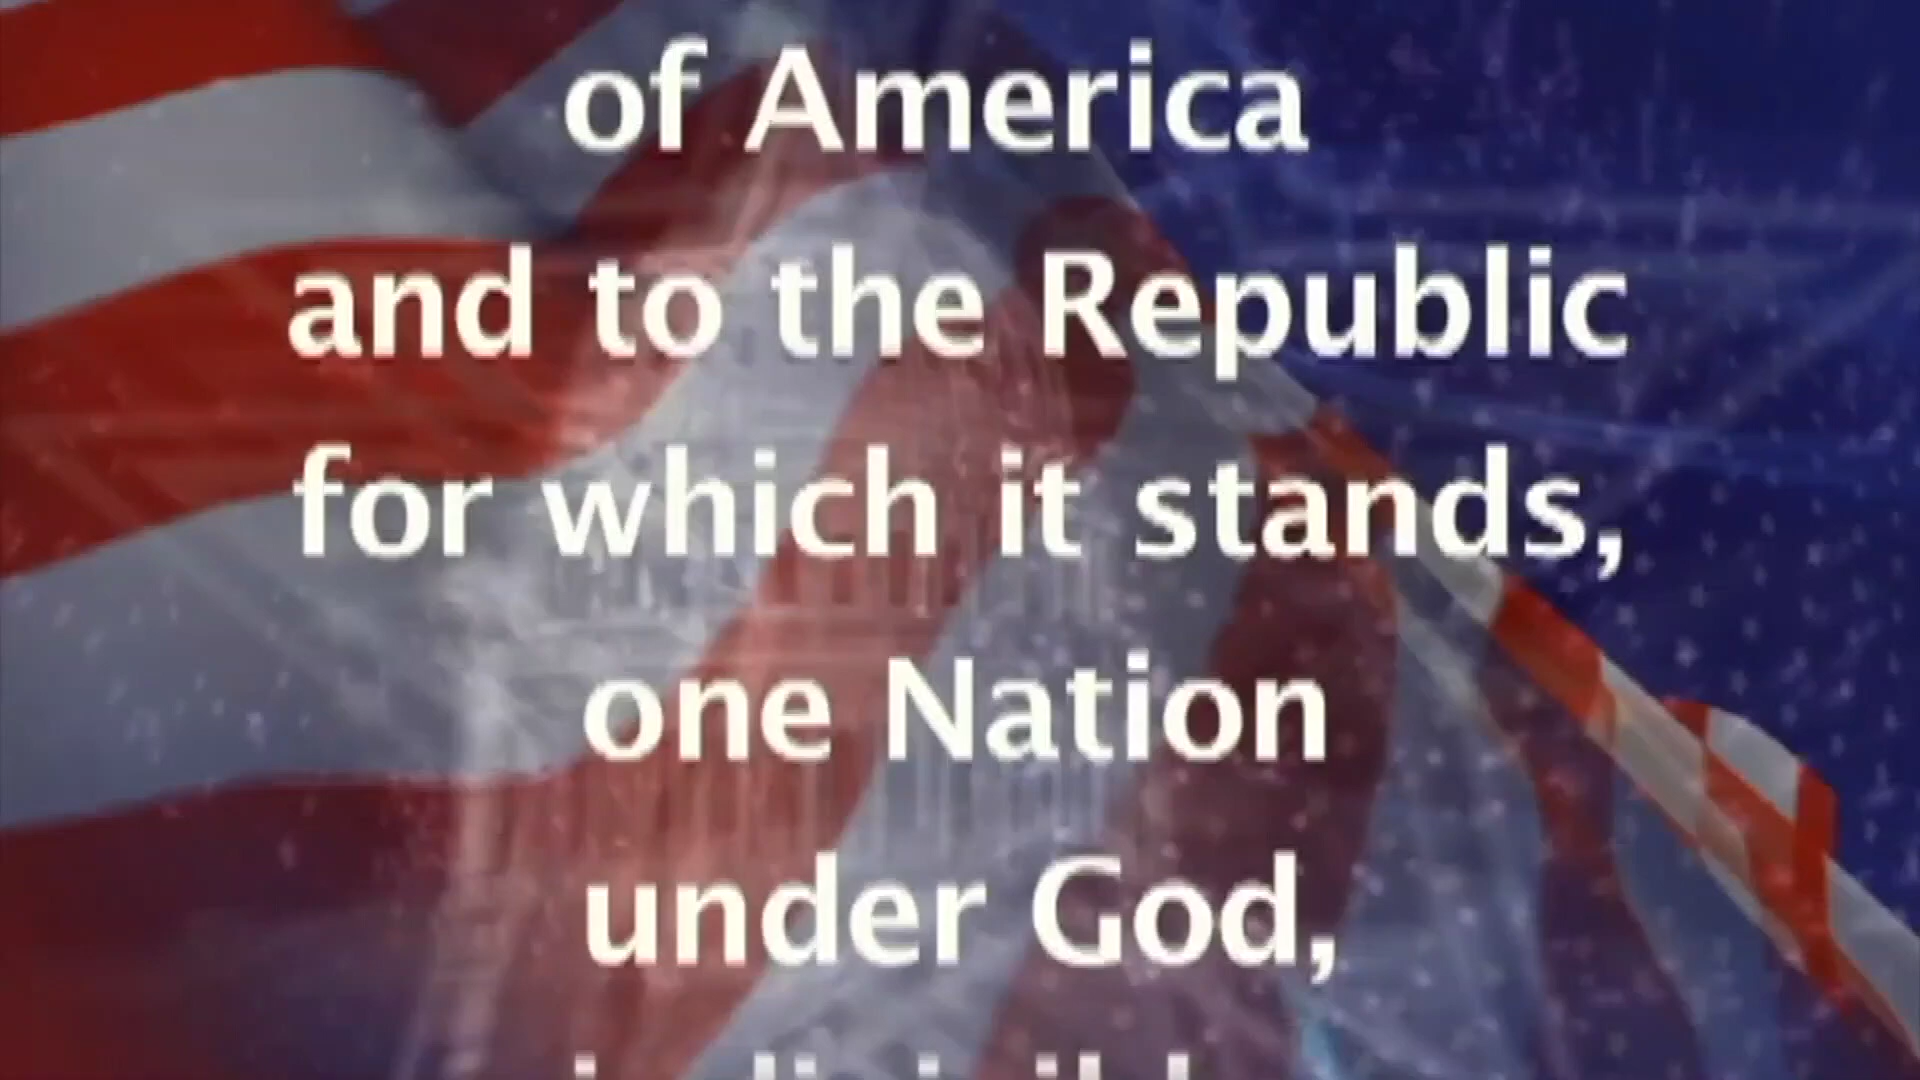 of America
and to the Republic
for which it stands,
one Nation
under God,